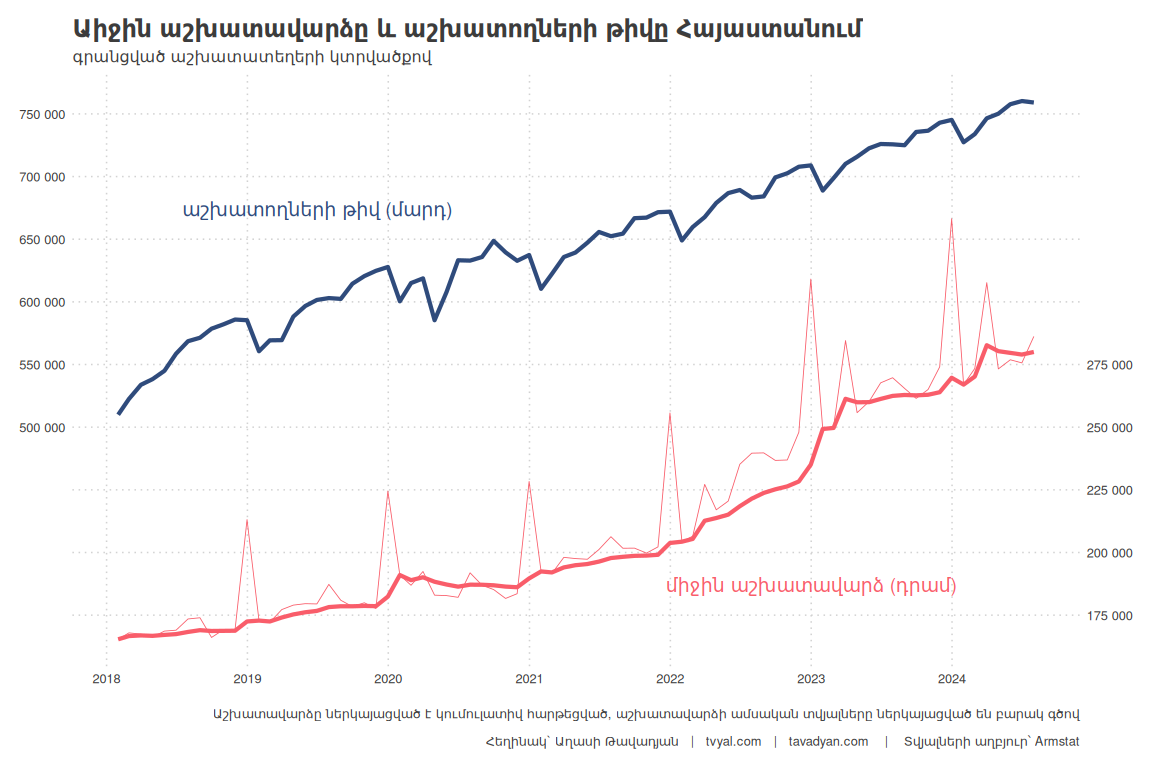 Միջին աշխատավարձը և աշխատողների թիվը Հայաստանում
գրանցված աշխատատեղերի կտրվածքով
750 000
700 000
650 000
աշխատողների թիվ (մարդ)
600 000
550 000
275 000
500 000
250 000
225 000
200 000
միջին աշխատավարձ (դրամ)
175 000
2018 2019 2020 2021 2022 2023 2024
Աշխատավարձը ներկայացված է կումուլատիվ հարթեցված, աշխատավարձի ամսական տվյալները ներկայացված են բարակ գծով
Հեղինակ՝ Աղասի Թավադյան | tvyal.com | tavadyan.com | Տվյալների աղբյուր՝ Armstat